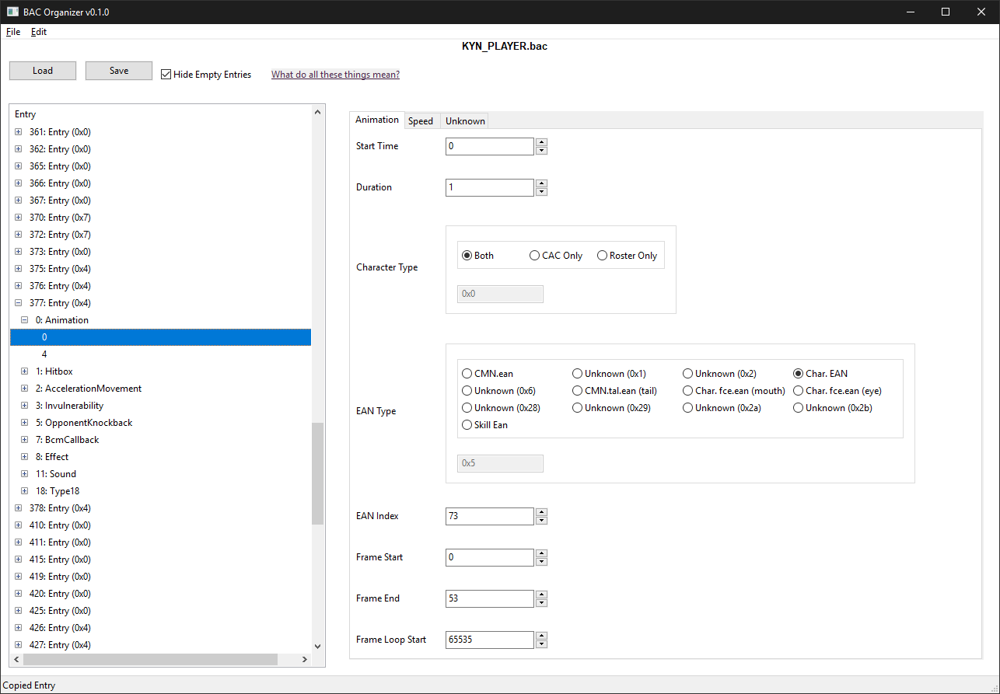 BAC Organizer v0.1.0
File Edit
KYN_PLAYER.bac
Load Save Hide Empty Entries What do all these things mean?
Entry
361: Entry (0x0)
362: Entry (0x0)
365: Entry (0x0)
366: Entry (0x0)
367: Entry (0x0)
370: Entry (0x7)
372: Entry (0x7)
373: Entry (0x0)
375: Entry (0x4)
376: Entry (0x4)
377: Entry (0x4)
0: Animation
0
4
1: Hitbox
2: AccelerationMovement
3: Invulnerability
5: OpponentKnockback
7: BcmCallback
8: Effect
11: Sound
18: Type18
378: Entry (0x4)
410: Entry (0x0)
411: Entry (0x0)
415: Entry (0x0)
419: Entry (0x0)
420: Entry (0x0)
425: Entry (0x0)
426: Entry (0x4)
427: Entry (0x4)
Animation Speed Unknown
Start Time 0
Duration 1
Character Type
Both CAC Only Roster Only
0x0
EAN Type
CMN.ean Unknown (0x1) Unknown (0x2) Char. EAN
Unknown (0x6) CMN.tal.ean (tail) Char. fce.ean (mouth) Char. fce.ean (eye)
Unknown (0x28) Unknown (0x29) Unknown (0x2a) Unknown (0x2b)
Skill Ean
0x5
EAN Index 73
Frame Start 0
Frame End 53
Frame Loop Start 65535
Copied Entry